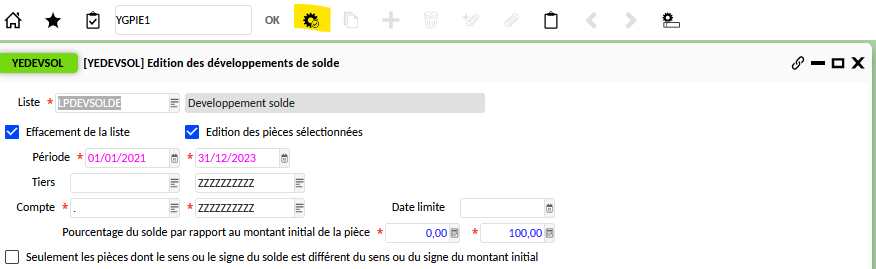 YGPIE1 OK
YEDEVSOL [YEDEVSOL] Edition des développements de solde
Liste * LPDEVSOLDE Developpement solde
Effacement de la liste Edition des pièces sélectionnées
Période * 01/01/2021 * 31/12/2023
Tiers ZZZZZZZZZZ
Compte * . * ZZZZZZZZZZ Date limite
Pourcentage du solde par rapport au montant initial de la pièce * 0,00 * 100,00
Seulement les pièces dont le sens ou le signe du solde est différent du sens ou du signe du montant initial